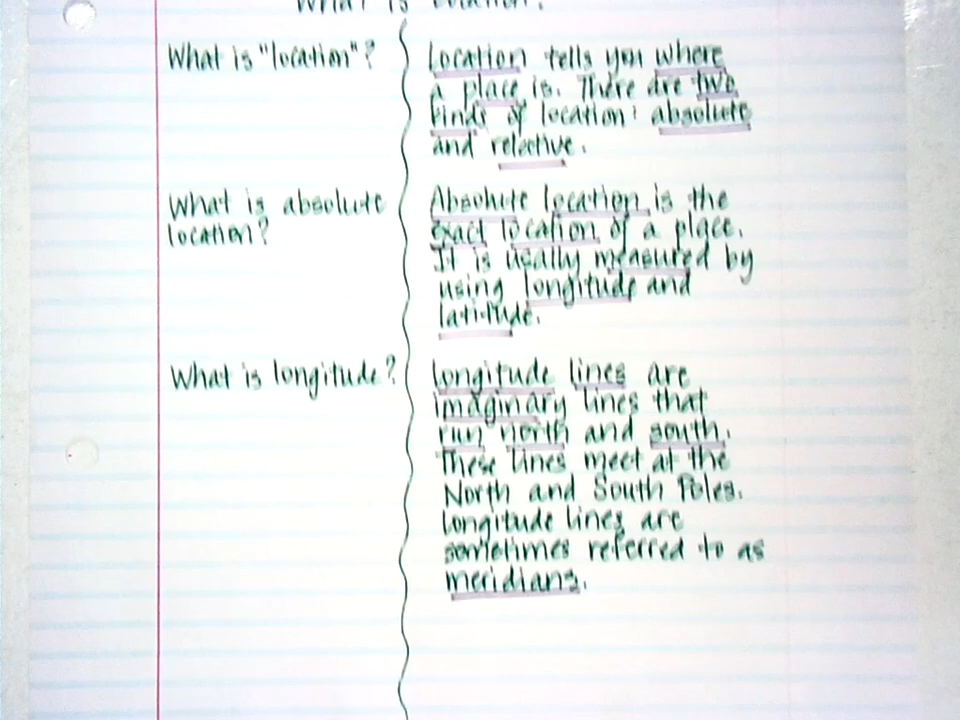 What is location?
What is "location"?
Location tells you where
a place is. There are two
kinds of location: absolute
and relative.
What is absolute
location?
Absolute location is the
exact location of a place.
It is usally measured by
using longitude and
latitude.
What is longitude?
longitude lines are
imaginary lines that
run north and south.
These lines meet at the
North and South Poles.
longitude lines are
sometimes referred to as
meridians.